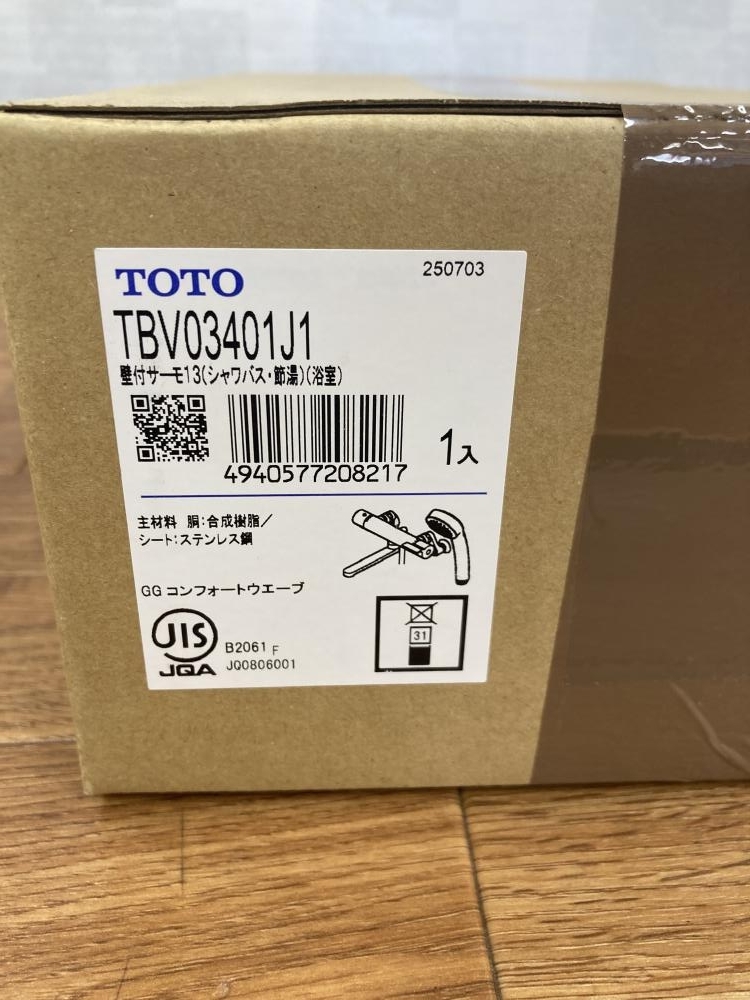 TOTO
250703
TBV03401J1
壁付サーモ13(シャワバス・節湯)(浴室)
4940577208217
1入
主材料 胴:合成樹脂/
シート:ステンレス鋼
GG コンフォートウエーブ
JIS
JQA
B2061 F
JQ0806001
31